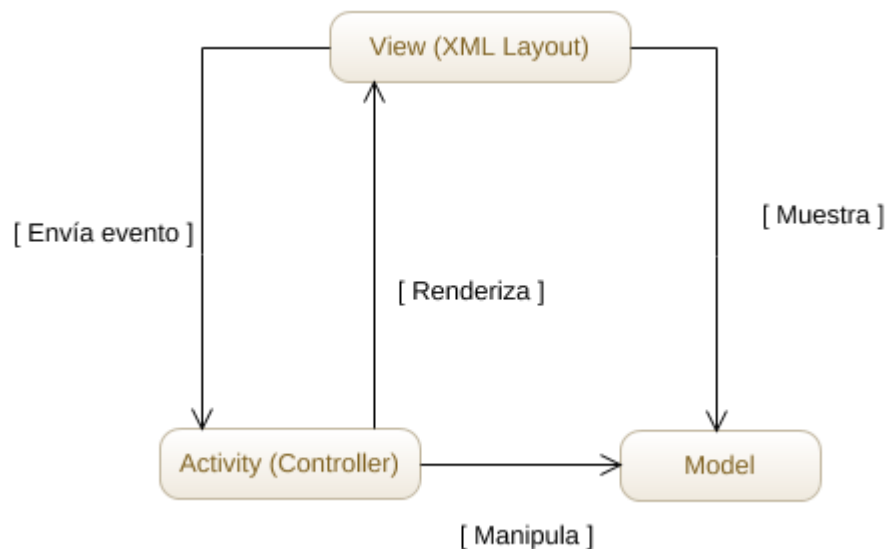 View (XML Layout)
[ Muestra ]
[ Envía evento ]
[ Renderiza ]
Activity (Controller)
Model
[ Manipula ]